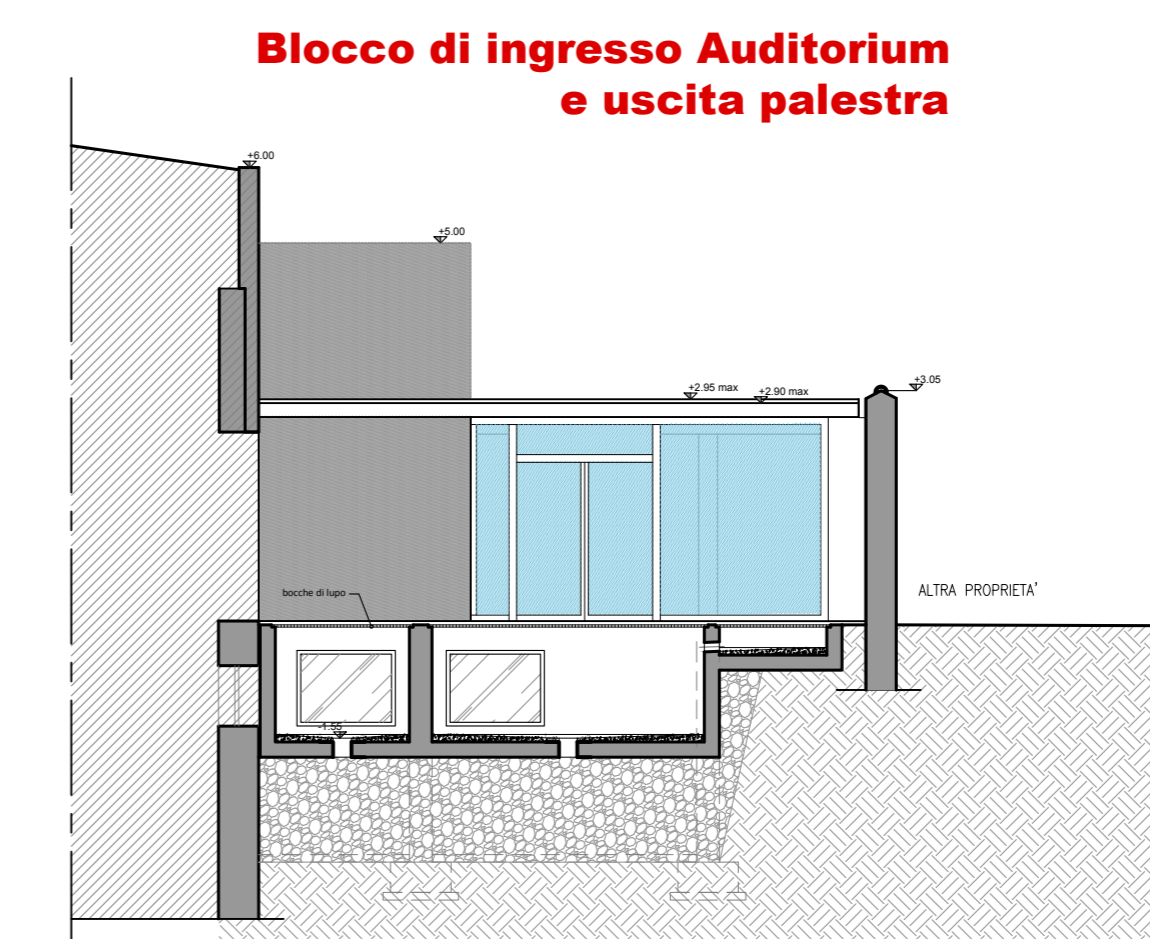 Blocco di ingresso Auditorium
e uscita palestra
+6.00
+5.00
+3.05
+2.95 max
+2.90 max
ALTRA PROPRIETA'
bocche di lupo
-1.55